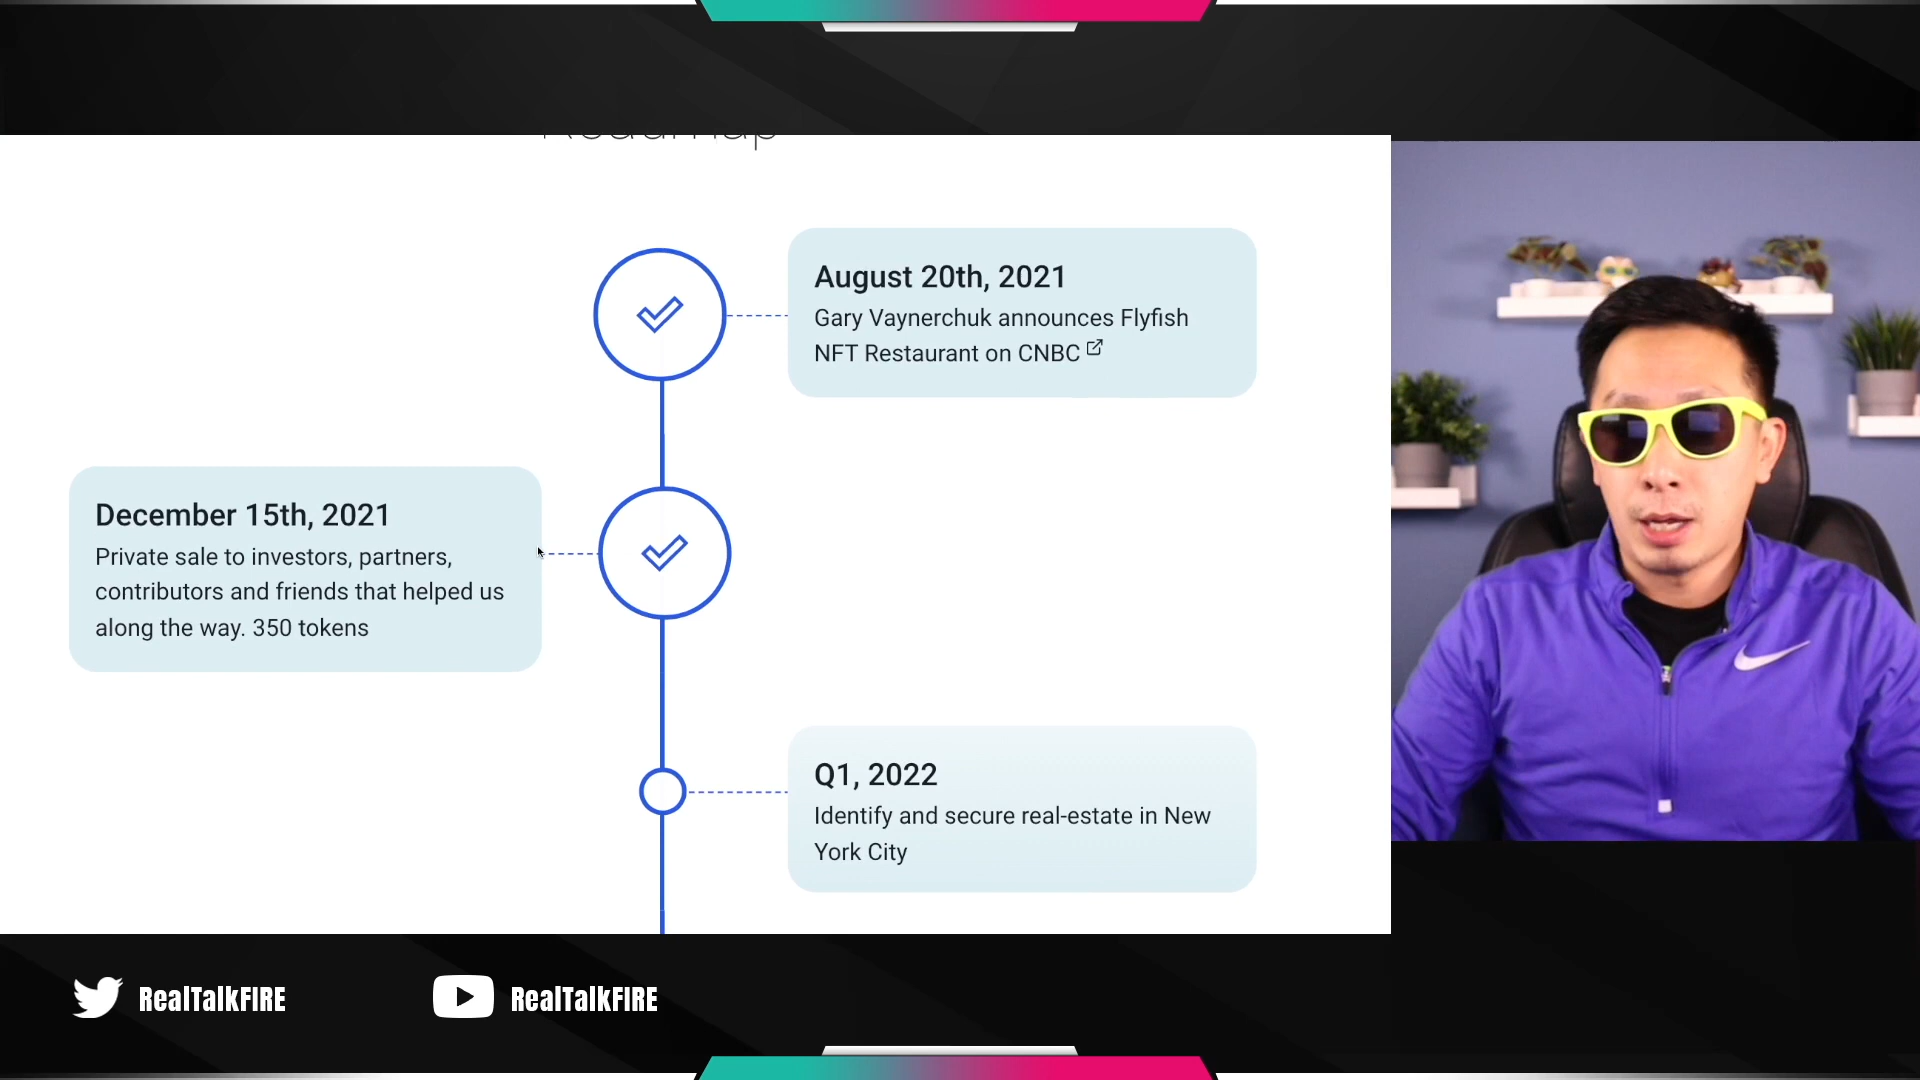 Roadmap
August 20th, 2021
Gary Vaynerchuk announces Flyfish
NFT Restaurant on CNBC
December 15th, 2021
Private sale to investors, partners,
contributors and friends that helped us
along the way. 350 tokens
Q1, 2022
Identify and secure real-estate in New
York City
RealTalkFIRE
RealTalkFIRE